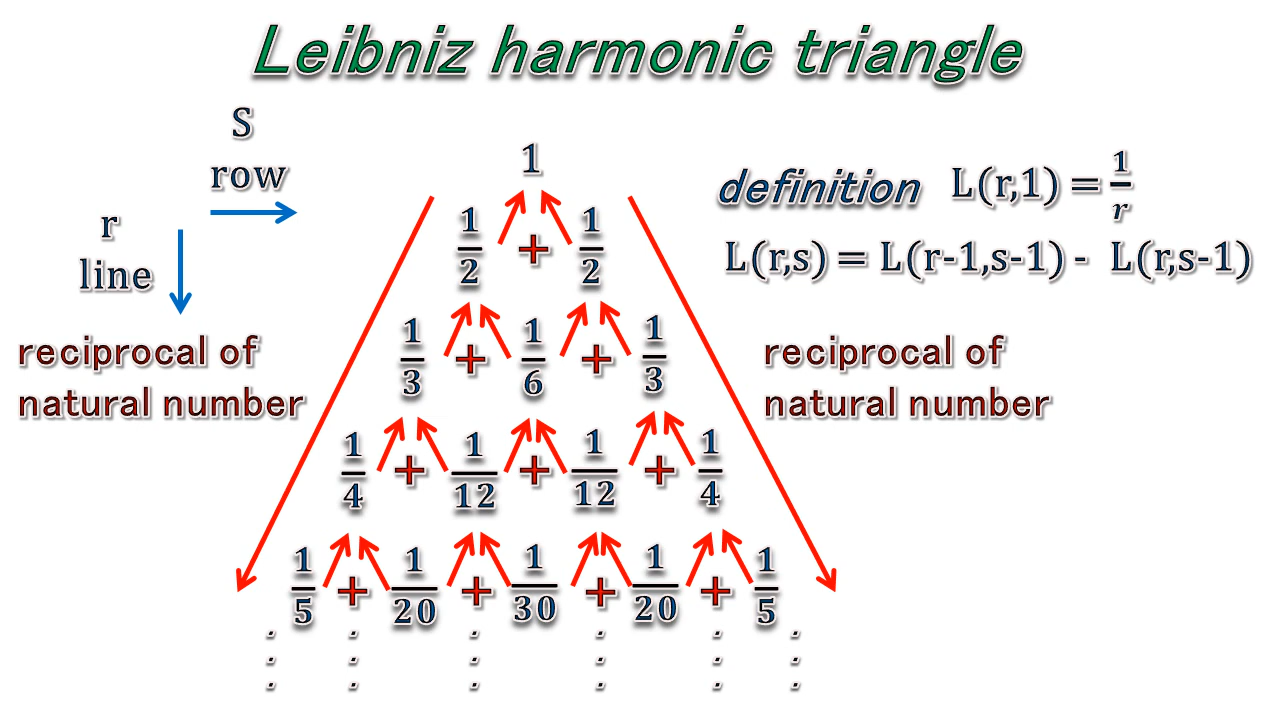 Leibniz harmonic triangle
S
row
r
line
definition L(r,1) = 1/r
L(r,s) = L(r-1,s-1) - L(r,s-1)
reciprocal of
natural number
reciprocal of
natural number
1
1/2 + 1/2
1/3 + 1/6 + 1/3
1/4 + 1/12 + 1/12 + 1/4
1/5 + 1/20 + 1/30 + 1/20 + 1/5
. . . . . .
. . . . . .
. . . . . .